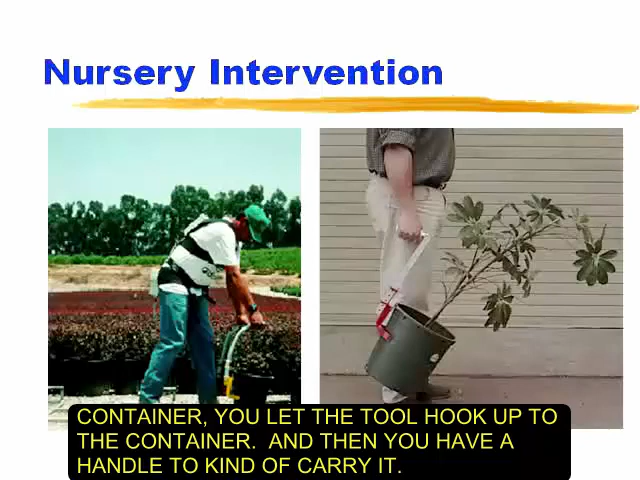 Nursery Intervention
CONTAINER, YOU LET THE TOOL HOOK UP TO
THE CONTAINER.  AND THEN YOU HAVE A
HANDLE TO KIND OF CARRY IT.